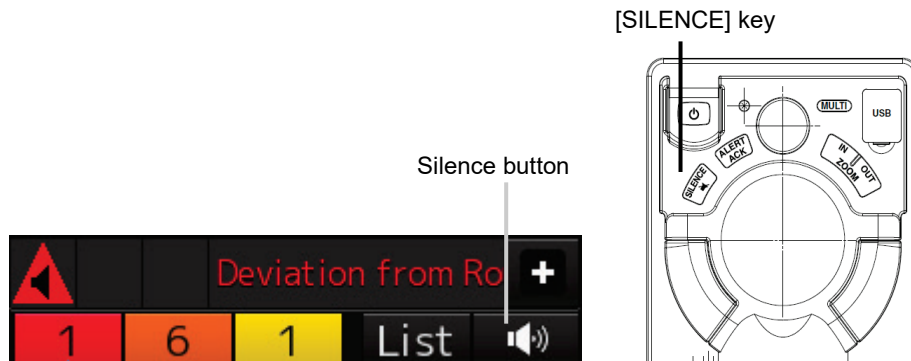 [SILENCE] key
MULTI
USB
ALERT
ACK
IN
OUT
ZOOM
SILENCE
Silence button
Deviation from Ro
1 6 1 List